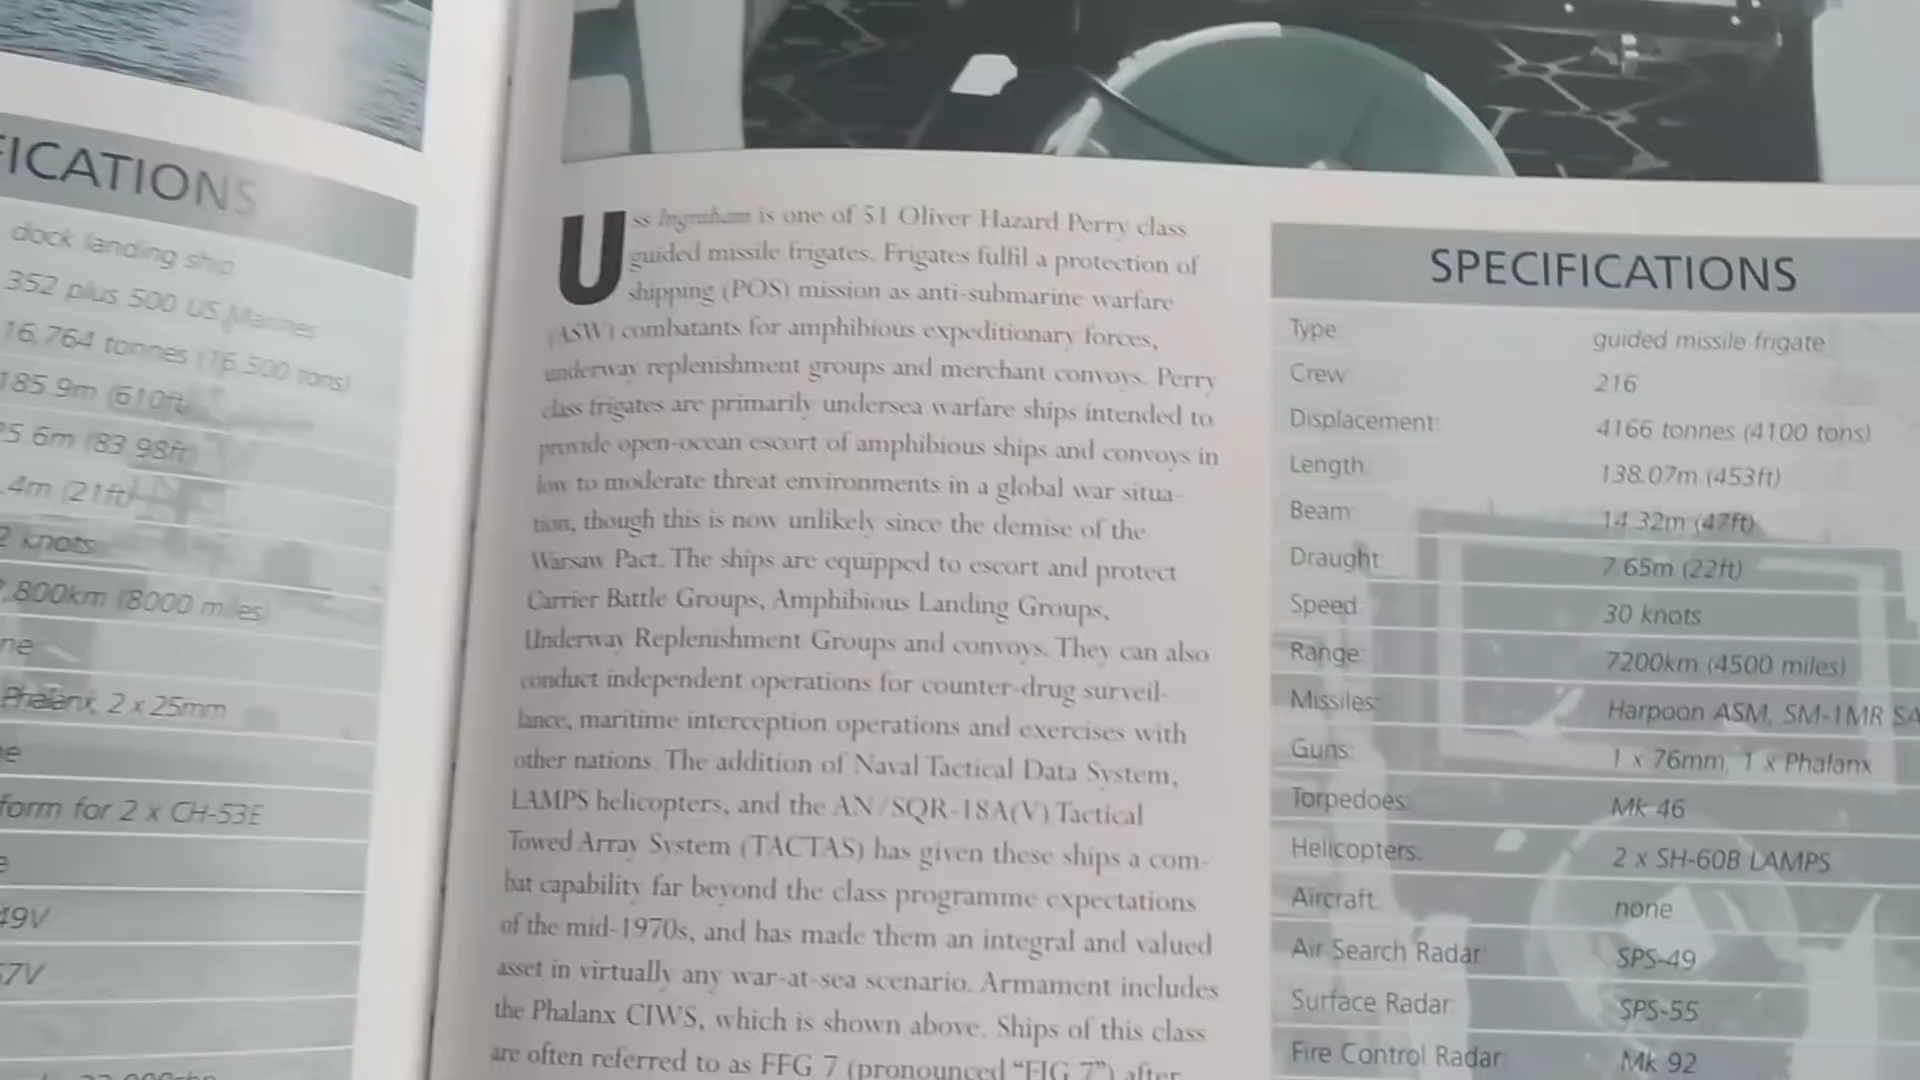 FICATIONS
dock landing ship
352 plus 500 US Marines
16,764 tonnes (16,500 tons)
185.9m (610ft)
25.6m (83.98ft)
.4m (21ft)
2 knots
,800km (8000 miles)
ne
Phalanx, 2 x 25mm
e
form for 2 x CH-53E
e
49V
67V
Uss Ingraham is one of 51 Oliver Hazard Perry class
guided missile frigates. Frigates fulfil a protection of
shipping (POS) mission as anti-submarine warfare
(ASW) combatants for amphibious expeditionary forces,
underway replenishment groups and merchant convoys. Perry
class frigates are primarily undersea warfare ships intended to
provide open-ocean escort of amphibious ships and convoys in
low to moderate threat environments in a global war situa-
tion, though this is now unlikely since the demise of the
Warsaw Pact. The ships are equipped to escort and protect
Carrier Battle Groups, Amphibious Landing Groups,
Underway Replenishment Groups and convoys. They can also
conduct independent operations for counter-drug surveil-
lance, maritime interception operations and exercises with
other nations. The addition of Naval Tactical Data System,
LAMPS helicopters, and the AN/SQR-18A(V) Tactical
Towed Array System (TACTAS) has given these ships a com-
bat capability far beyond the class programme expectations
of the mid-1970s, and has made them an integral and valued
asset in virtually any war-at-sea scenario. Armament includes
the Phalanx CIWS, which is shown above. Ships of this class
are often referred to as FFG 7 (pronounced "FIG 7") after
SPECIFICATIONS
Type: guided missile frigate
Crew: 216
Displacement: 4166 tonnes (4100 tons)
Length: 138.07m (453ft)
Beam: 14.32m (47ft)
Draught: 7.65m (22ft)
Speed: 30 knots
Range: 7200km (4500 miles)
Missiles: Harpoon ASM, SM-1MR SA
Guns: 1 x 76mm, 1 x Phalanx
Torpedoes: Mk 46
Helicopters: 2 x SH-60B LAMPS
Aircraft: none
Air Search Radar: SPS-49
Surface Radar: SPS-55
Fire Control Radar: Mk 92